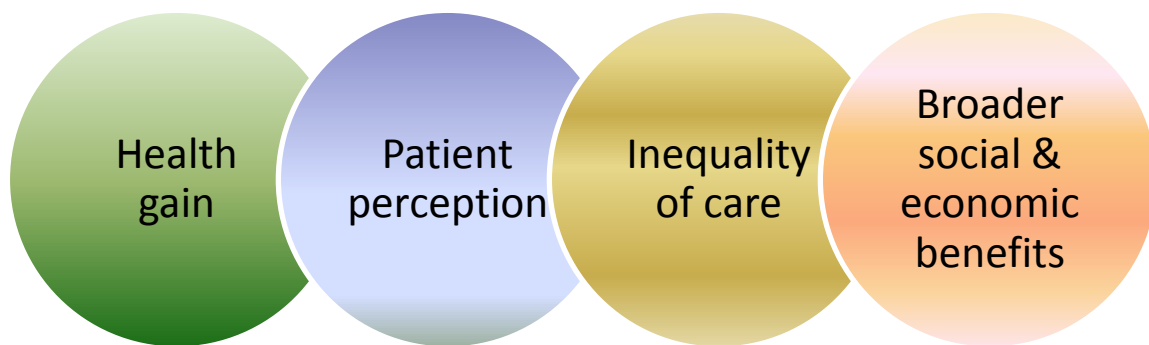 Health
gain
Patient
perception
Inequality
of care
Broader
social &
economic
benefits